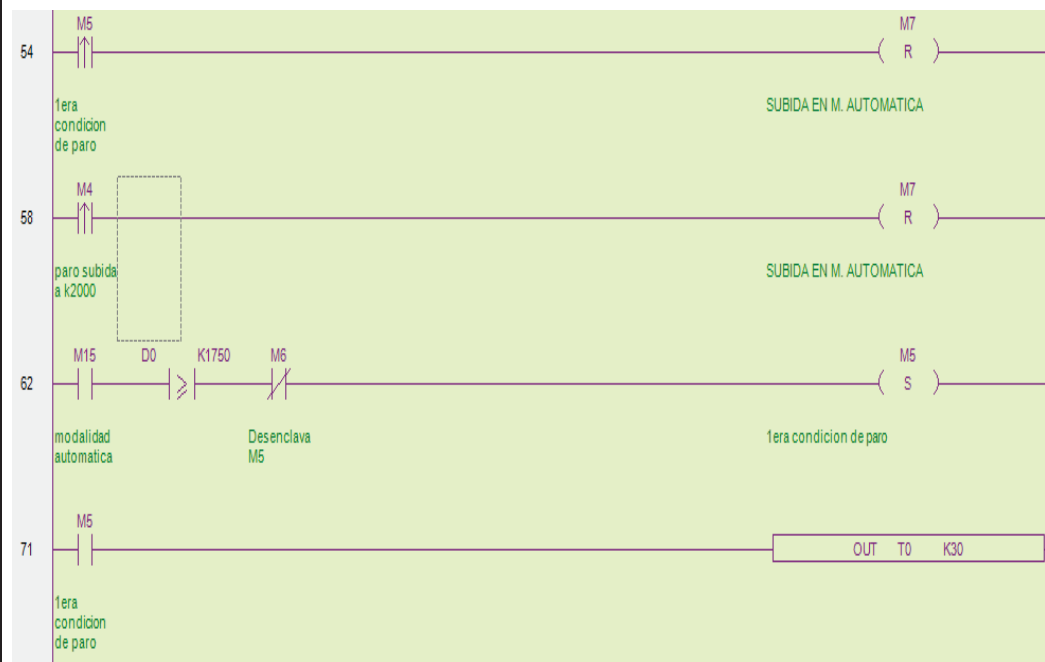 M5
M7
54
R
1era
condicion
de paro
SUBIDA EN M. AUTOMATICA
M4
M7
58
R
paro subida
a k2000
SUBIDA EN M. AUTOMATICA
M15 D0 K1750 M6
M5
62
S
modalidad
automatica
Desenclava
M5
1era condicion de paro
M5
71
OUT T0 K30
1era
condicion
de paro